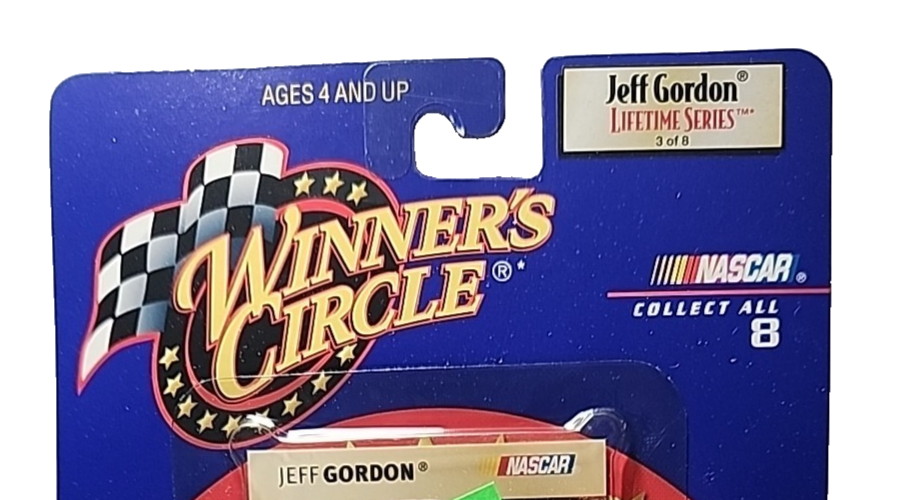 AGES 4 AND UP
Jeff Gordon®
LIFETIME SERIES™*
3 of 8
WINNER'S
CIRCLE®*
NASCAR®
COLLECT ALL
8
JEFF GORDON®
NASCAR